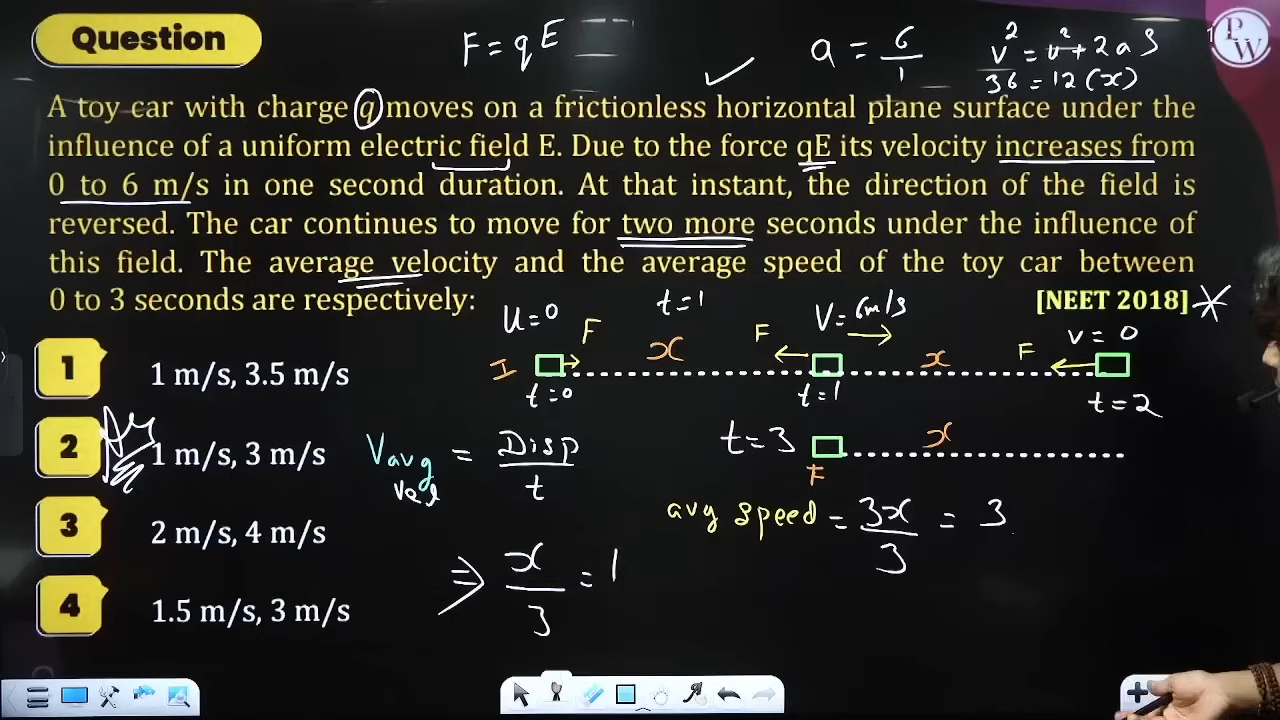 Question
F = qE
a = 6/1
v² = u² + 2aS
36 = 12(x)
PW
A toy car with charge q moves on a frictionless horizontal plane surface under the
influence of a uniform electric field E. Due to the force qE its velocity increases from
0 to 6 m/s in one second duration. At that instant, the direction of the field is
reversed. The car continues to move for two more seconds under the influence of
this field. The average velocity and the average speed of the toy car between
0 to 3 seconds are respectively:
[NEET 2018]
t=1
u=0
F
x
F
V= 6m/s
F
v=0
I
x
t=0
t=1
t=2
1
1 m/s, 3.5 m/s
2
1 m/s, 3 m/s
3
2 m/s, 4 m/s
4
1.5 m/s, 3 m/s
t=3
x
F
Vavg = Disp/t
vel
avg speed = 3x/3 = 3
⇒ x/3 = 1